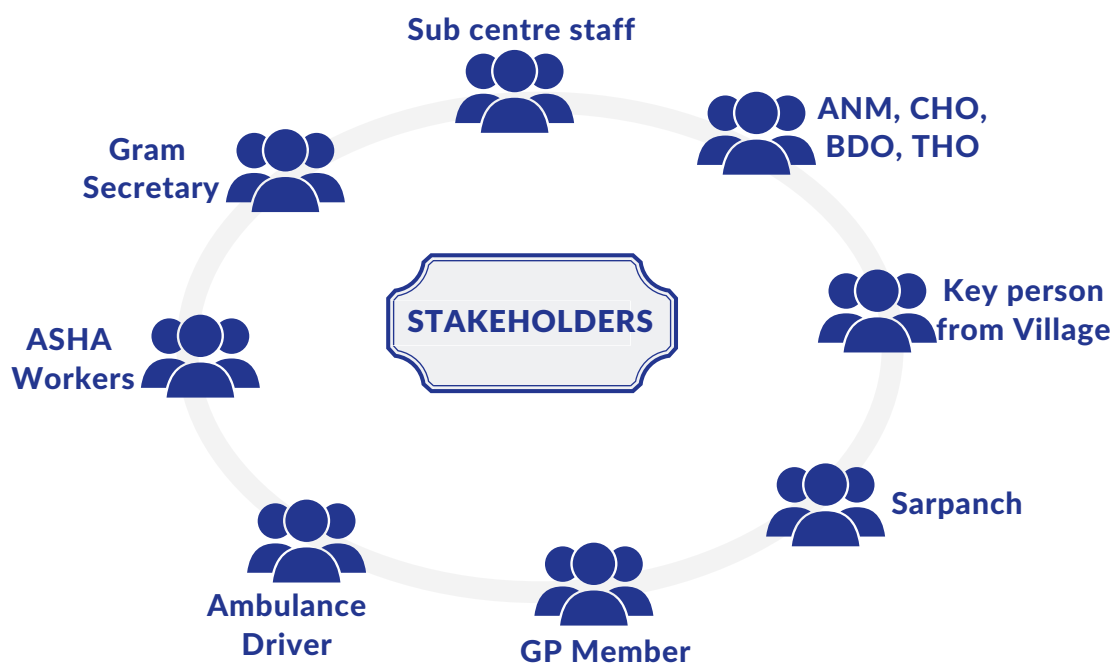 Sub centre staff
ANM, CHO,
BDO, THO
Gram
Secretary
Key person
from Village
STAKEHOLDERS
ASHA
Workers
Sarpanch
Ambulance
Driver
GP Member